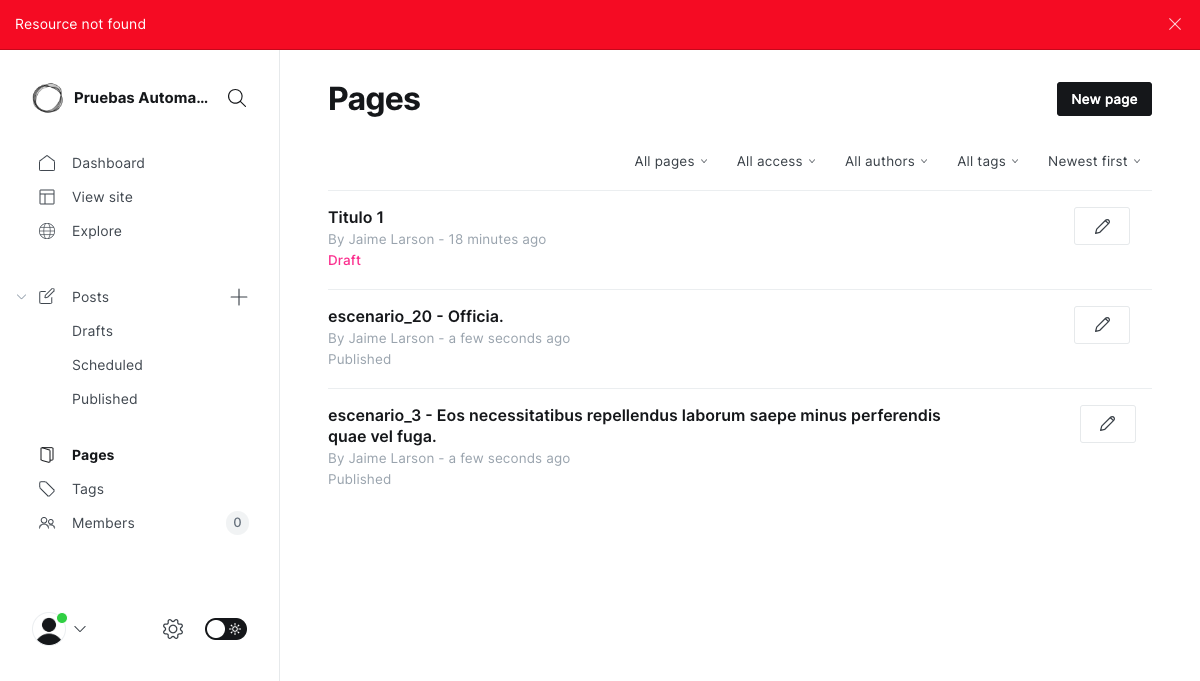 Resource not found
Pruebas Automa...
Dashboard
View site
Explore
Posts
Drafts
Scheduled
Published
Pages
Tags
Members
0
Pages
New page
All pages
All access
All authors
All tags
Newest first
Titulo 1
By Jaime Larson - 18 minutes ago
Draft
escenario_20 - Officia.
By Jaime Larson - a few seconds ago
Published
escenario_3 - Eos necessitatibus repellendus laborum saepe minus perferendis
quae vel fuga.
By Jaime Larson - a few seconds ago
Published